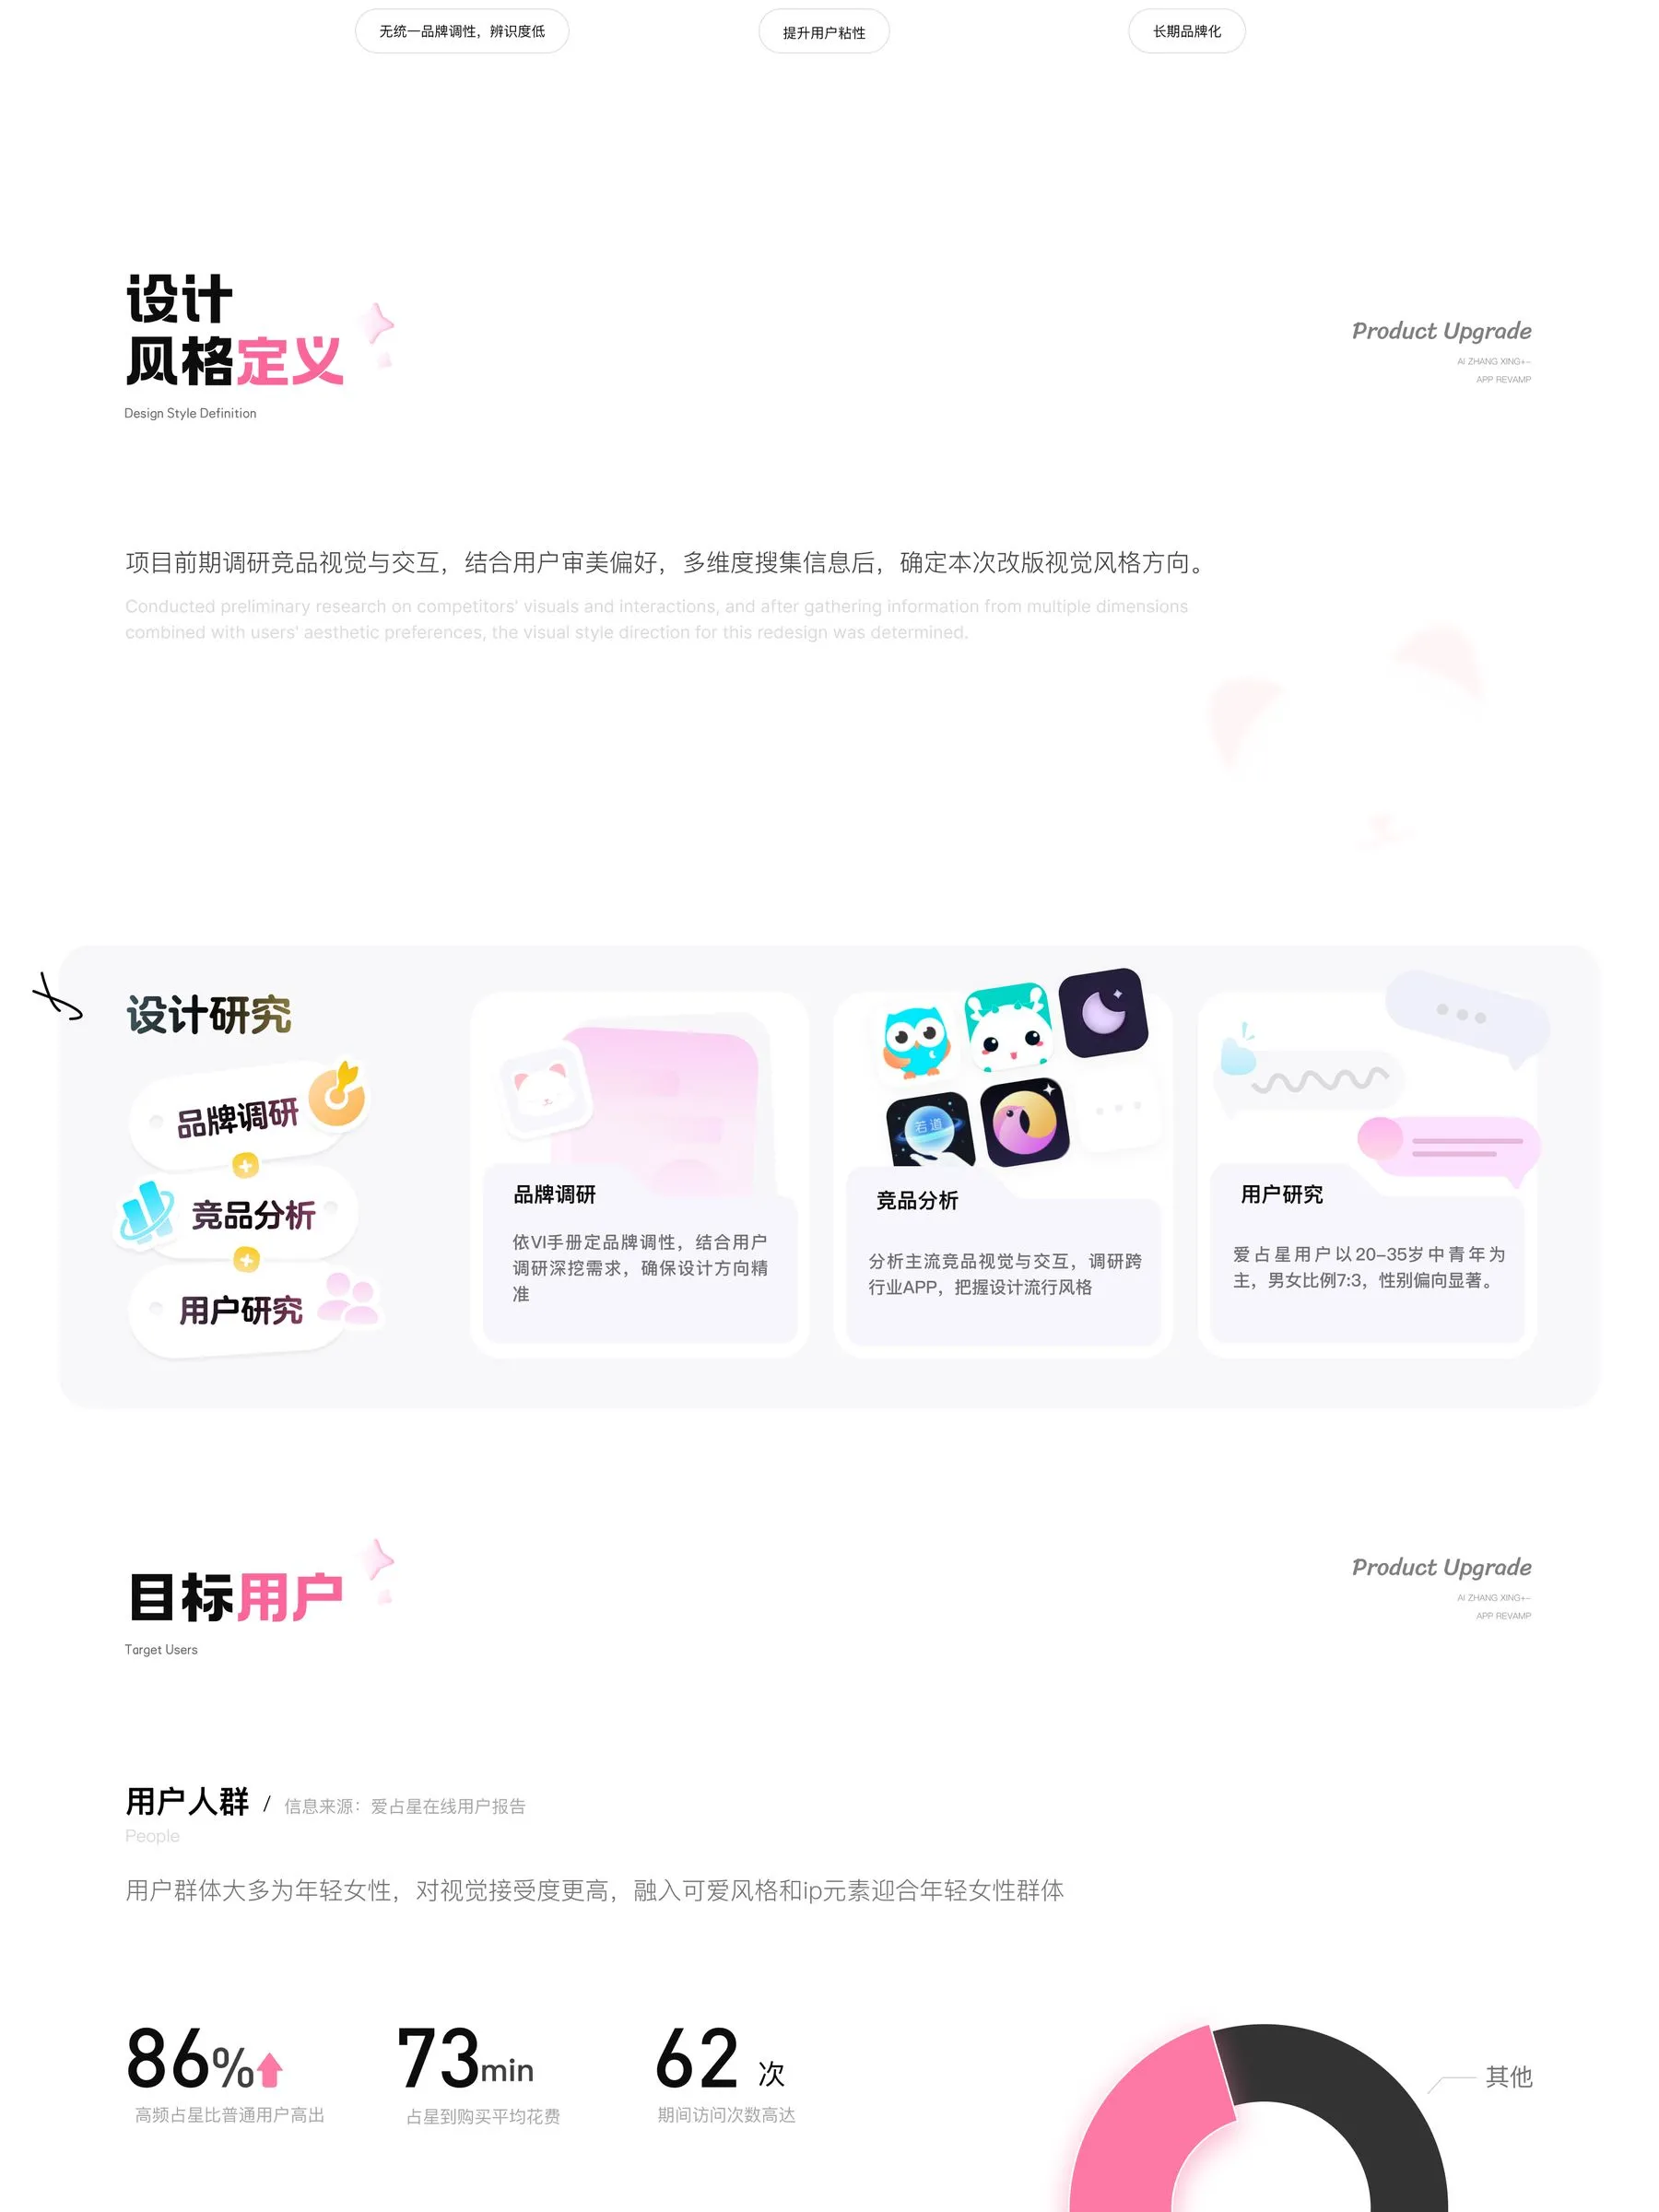 无统一品牌调性，辨识度低
提升用户粘性
长期品牌化
设计
风格定义
Design Style Definition
Product Upgrade
AI ZHANG XING+-
APP REVAMP
项目前期调研竞品视觉与交互，结合用户审美偏好，多维度搜集信息后，确定本次改版视觉风格方向。
Conducted preliminary research on competitors' visuals and interactions, and after gathering information from multiple dimensions
combined with users' aesthetic preferences, the visual style direction for this redesign was determined.
设计研究
品牌调研
竞品分析
用户研究
品牌调研
依VI手册定品牌调性，结合用户
调研深挖需求，确保设计方向精
准
若道
竞品分析
分析主流竞品视觉与交互，调研跨
行业APP，把握设计流行风格
用户研究
爱占星用户以20-35岁中青年为
主，男女比例7:3，性别偏向显著。
目标用户
Target Users
Product Upgrade
AI ZHANG XING+-
APP REVAMP
用户人群 / 信息来源：爱占星在线用户报告
People
用户群体大多为年轻女性，对视觉接受度更高，融入可爱风格和ip元素迎合年轻女性群体
86%
高频占星比普通用户高出
73min
占星到购买平均花费
62 次
期间访问次数高达
其他